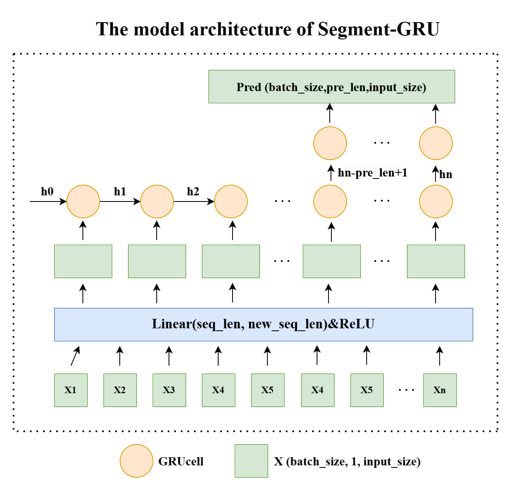 The model architecture of Segment-GRU
Pred (batch_size,pre_len,input_size)
...
hn-pre_len+1
hn
h0
h1
h2
...
...
...
...
Linear(seq_len, new_seq_len)&ReLU
X1
X2
X3
X4
X5
X4
X5
...
Xn
GRUcell
X (batch_size, 1, input_size)